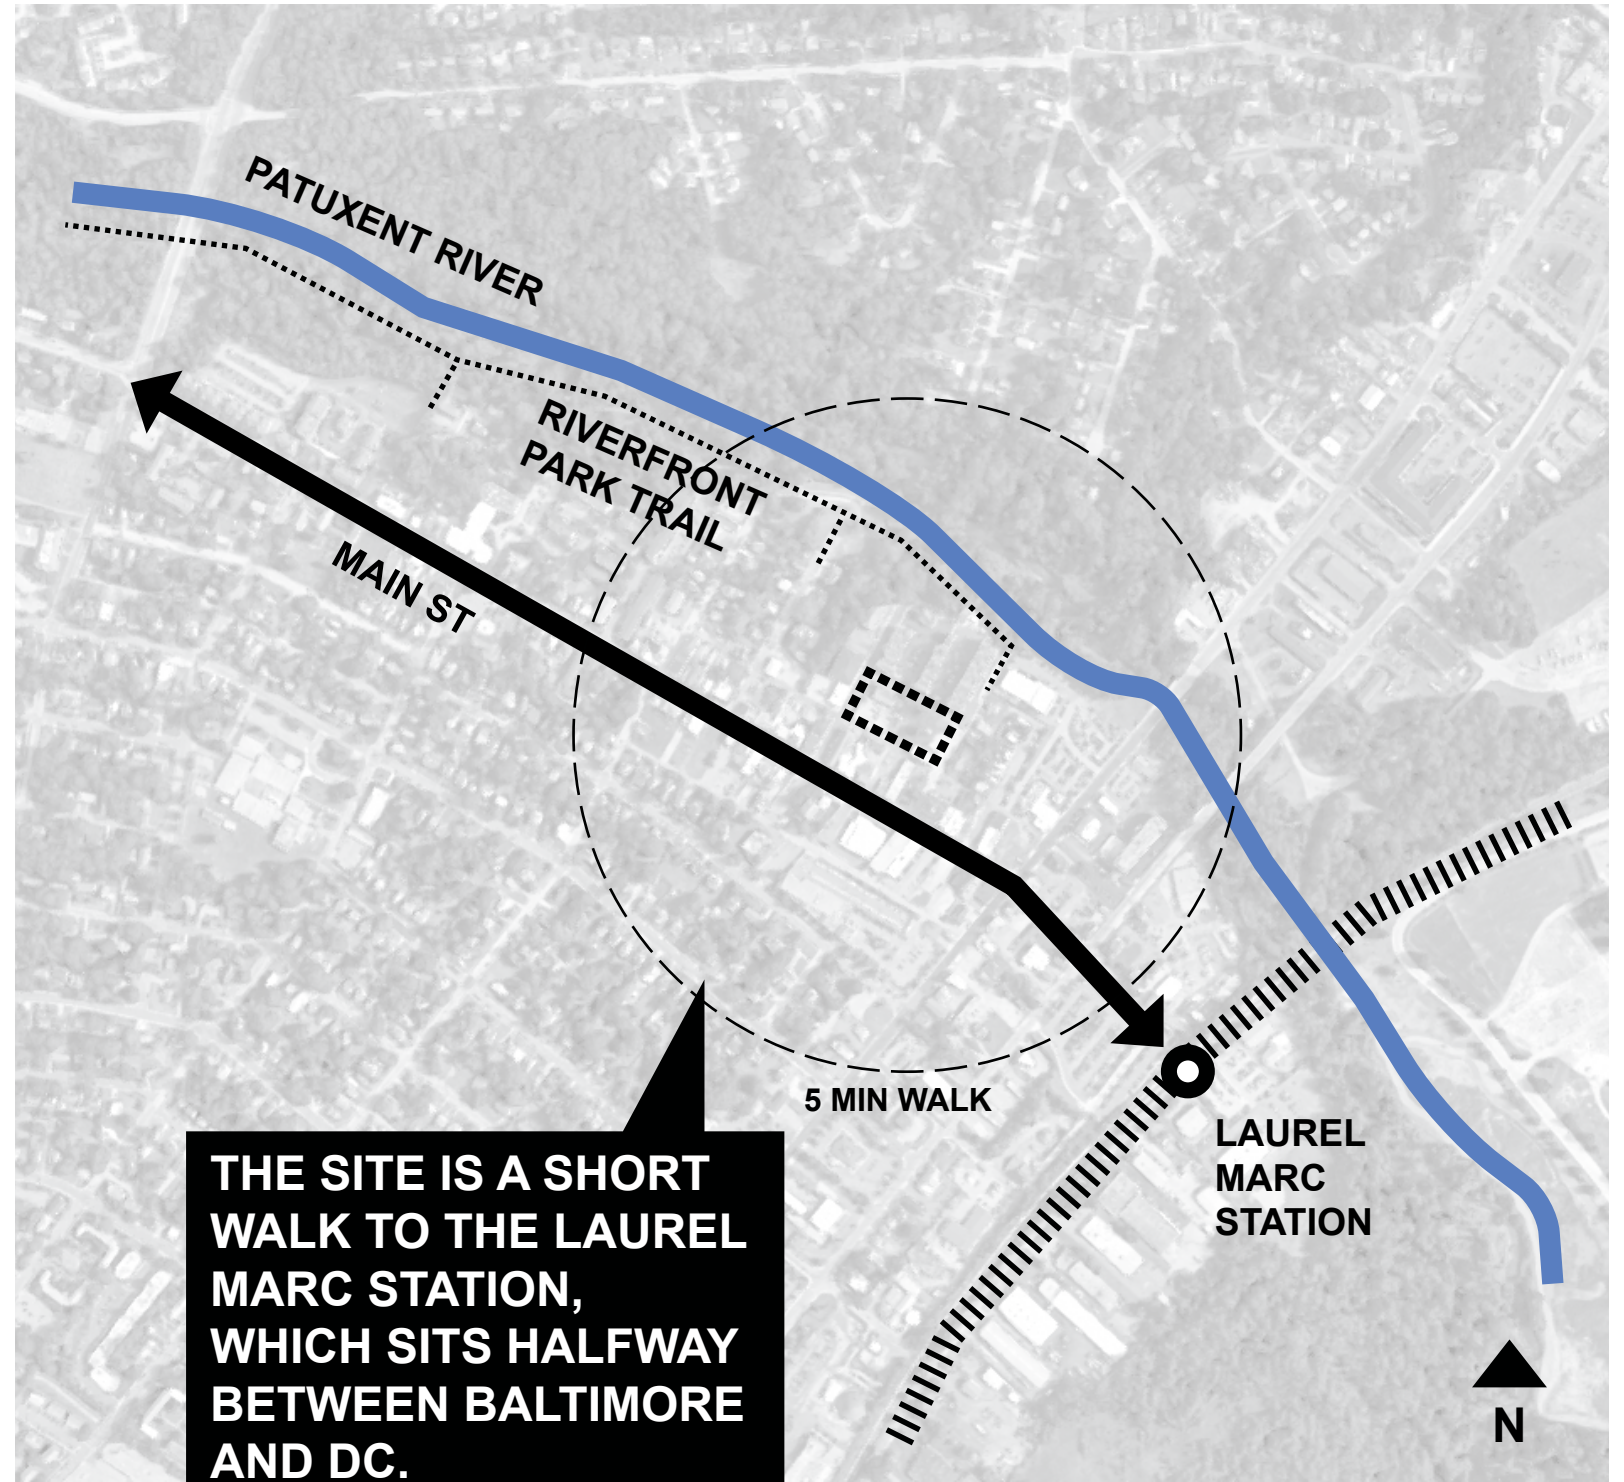 PATUXENT RIVER
RIVERFRONT
PARK TRAIL
MAIN ST
5 MIN WALK
LAUREL
MARC
STATION
THE SITE IS A SHORT
WALK TO THE LAUREL
MARC STATION,
WHICH SITS HALFWAY
BETWEEN BALTIMORE
AND DC.
N